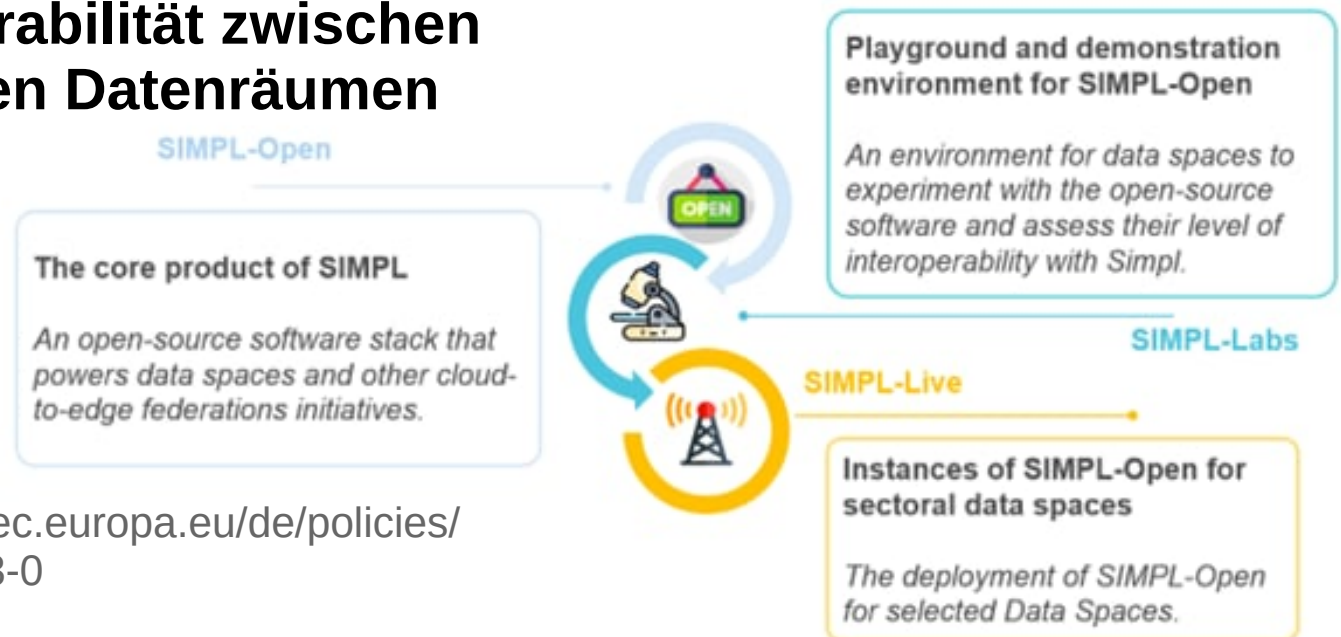 rabilität zwischen
en Datenräumen
SIMPL-Open
OPEN
The core product of SIMPL
An open-source software stack that
powers data spaces and other cloud-
to-edge federations initiatives.
ec.europa.eu/de/policies/
3-0
Playground and demonstration
environment for SIMPL-Open
An environment for data spaces to
experiment with the open-source
software and assess their level of
interoperability with Simpl.
SIMPL-Labs
SIMPL-Live
Instances of SIMPL-Open for
sectoral data spaces
The deployment of SIMPL-Open
for selected Data Spaces.